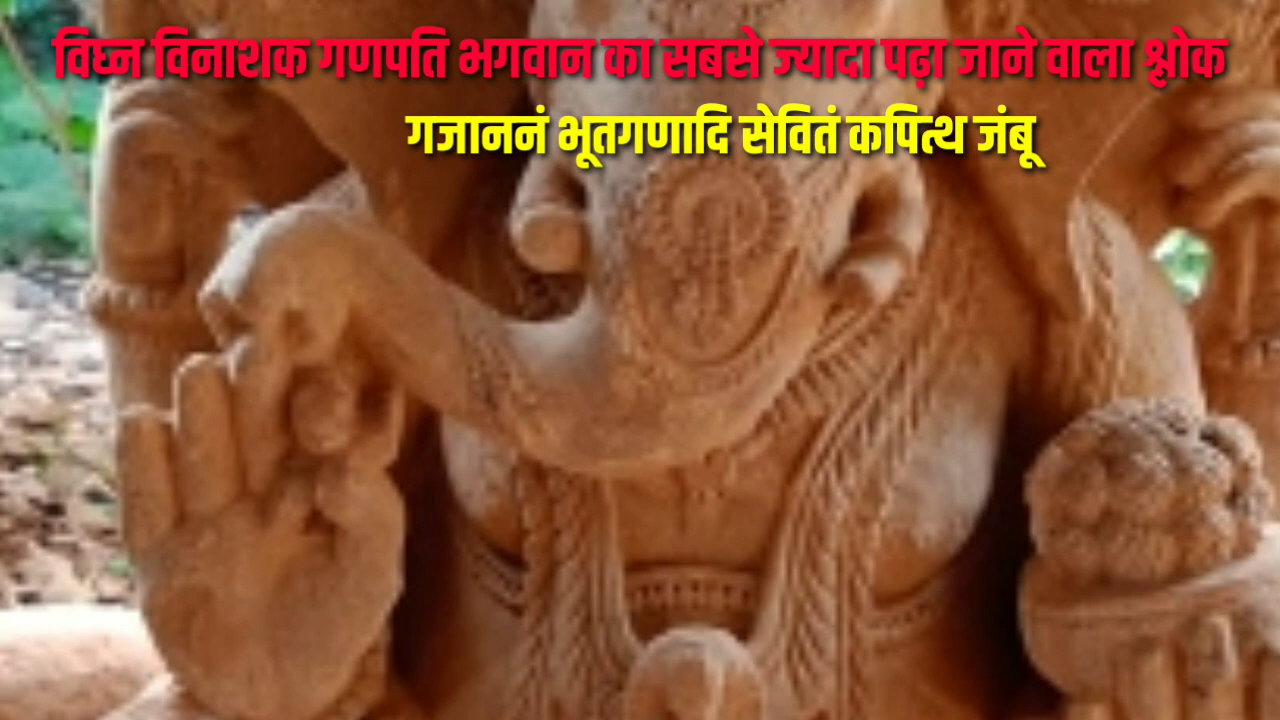 विघ्न विनाशक गणपति भगवान का सबसे ज्यादा पढ़ा जाने वाला श्लोक
गजाननं भूतगणादि सेवितं कपित्थ जंबू